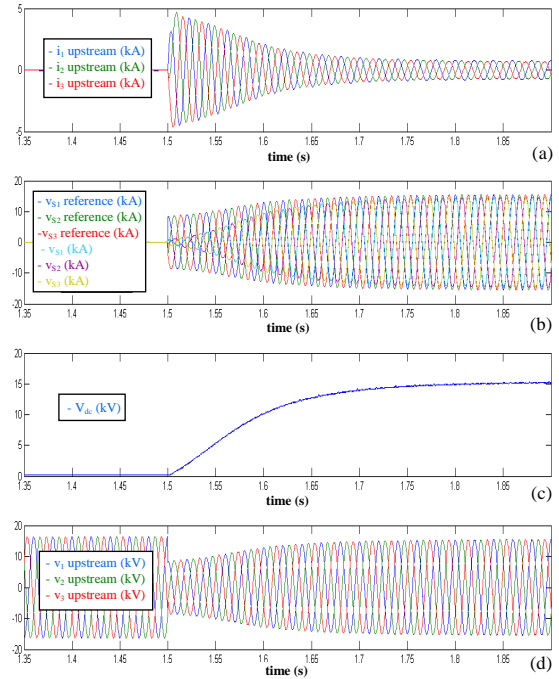 5
- i1 upstream (kA)
- i2 upstream (kA)
- i3 upstream (kA)
0
-5
1.35 1.4 1.45 1.5 1.55 1.6 1.65 1.7 1.75 1.8 1.85
time (s)
(a)
20
- vS1 reference (kA)
10
- vS2 reference (kA)
-vS3 reference (kA)
0
- vS1 (kA)
- vS2 (kA)
-10
- vS3 (kA)
-20
1.35 1.4 1.45 1.5 1.55 1.6 1.65 1.7 1.75 1.8 1.85
time (s)
(b)
20
15
- Vdc (kV)
10
5
0
1.35 1.4 1.45 1.5 1.55 1.6 1.65 1.7 1.75 1.8 1.85
time (s)
(c)
20
10
- v1 upstream (kV)
- v2 upstream (kV)
0
- v3 upstream (kV)
-10
-20
1.35 1.4 1.45 1.5 1.55 1.6 1.65 1.7 1.75 1.8 1.85
time (s)
(d)